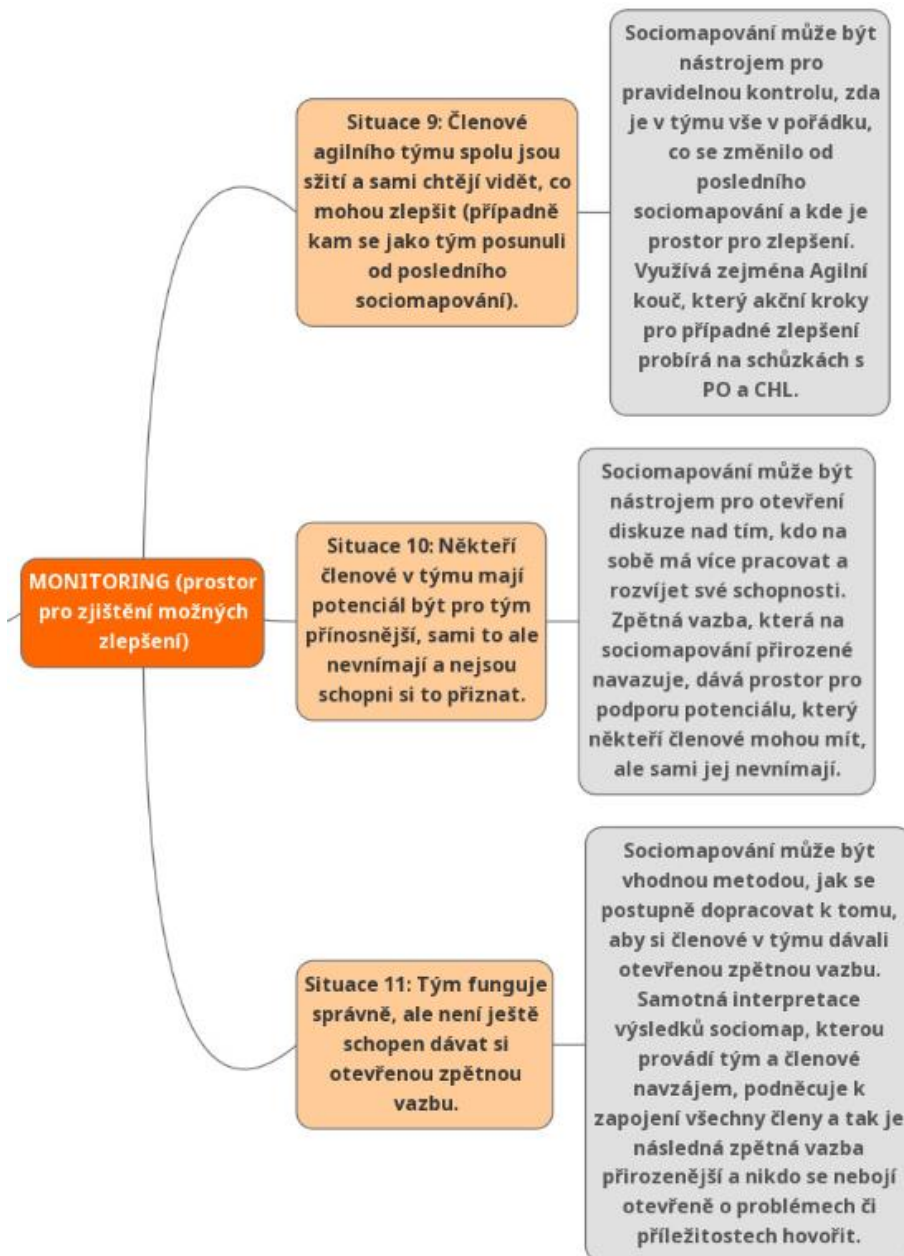 Sociomapování může být
nástrojem pro
pravidelnou kontrolu, zda
je v týmu vše v pořádku,
co se změnilo od
posledního
sociomapování a kde je
prostor pro zlepšení.
Využívá zejména Agilní
kouč, který akční kroky
pro případné zlepšení
probírá na schůzkách s
PO a CHL.
Situace 9: Členové
agilního týmu spolu jsou
sžití a sami chtějí vidět, co
mohou zlepšit (případně
kam se jako tým posunuli
od posledního
sociomapování).
MONITORING (prostor
pro zjištění možných
zlepšení)
Situace 10: Někteří
členové v týmu mají
potenciál být pro tým
přínosnější, sami to ale
nevnímají a nejsou
schopni si to přiznat.
Sociomapování může být
nástrojem pro otevření
diskuze nad tím, kdo na
sobě má více pracovat a
rozvíjet své schopnosti.
Zpětná vazba, která na
sociomapování přirozené
navazuje, dává prostor pro
podporu potenciálu, který
někteří členové mohou mít,
ale sami jej nevnímají.
Situace 11: Tým funguje
správně, ale není ještě
schopen dávat si
otevřenou zpětnou
vazbu.
Sociomapování může být
vhodnou metodou, jak se
postupně dopracovat k tomu,
aby si členové v týmu dávali
otevřenou zpětnou vazbu.
Samotná interpretace
výsledků sociomap, kterou
provádí tým a členové
navzájem, podněcuje k
zapojení všechny členy a tak je
následná zpětná vazba
přirozenější a nikdo se nebojí
otevřeně o problémech či
příležitostech hovořit.